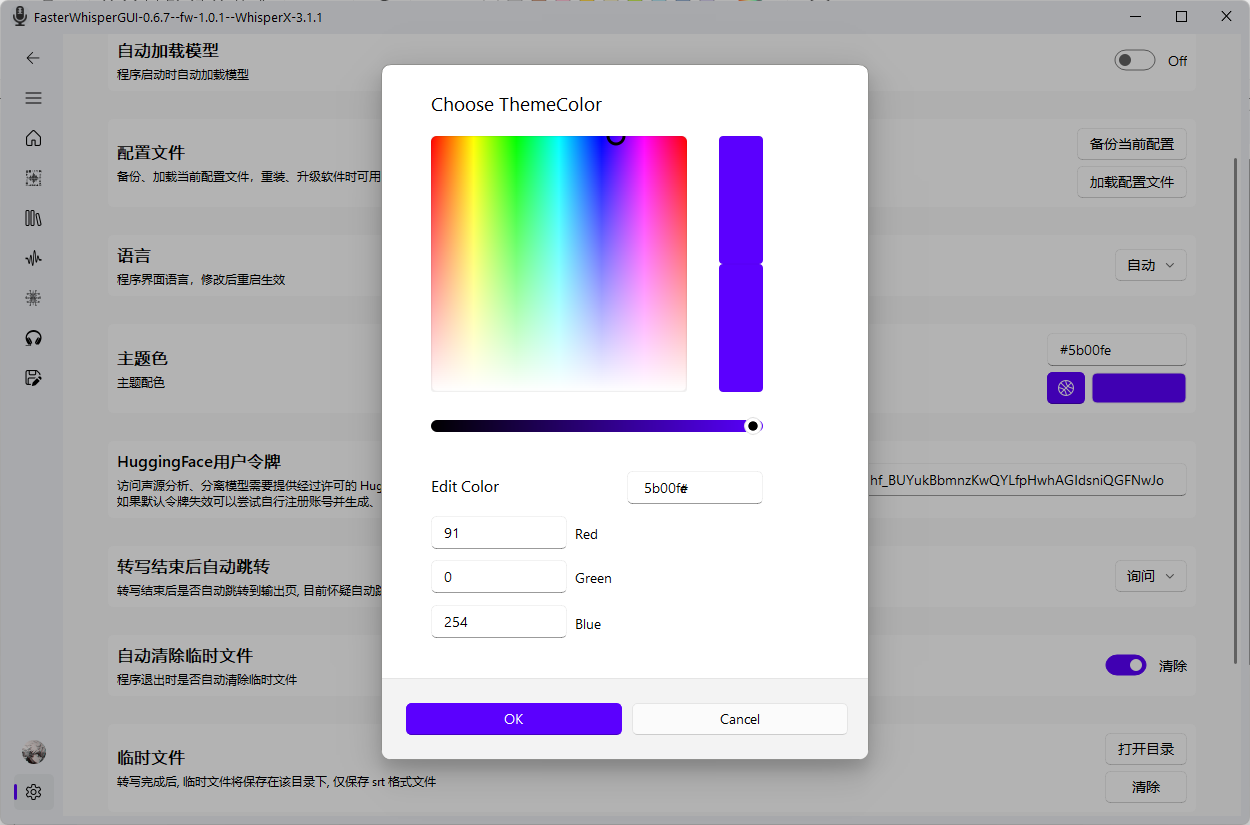 FasterWhisperGUI-0.6.7--fw-1.0.1--WhisperX-3.1.1
自动加载模型
程序启动时自动加载模型
Off
配置文件
备份、加载当前配置文件，重装、升级软件时可用
备份当前配置
加载配置文件
语言
程序界面语言，修改后重启生效
自动
主题色
主题配色
#5b00fe
HuggingFace用户令牌
访问声源分析、分离模型需要提供经过许可的 Hug
如果默认令牌失效可以尝试自行注册账号并生成、
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
转写结束后自动跳转
转写结束后是否自动跳转到输出页, 目前怀疑自动跳
询问
自动清除临时文件
程序退出时是否自动清除临时文件
清除
临时文件
转写完成后, 临时文件将保存在该目录下, 仅保存 srt 格式文件
打开目录
清除
Choose ThemeColor
Edit Color
5b00fe
#
91
Red
0
Green
254
Blue
OK
Cancel